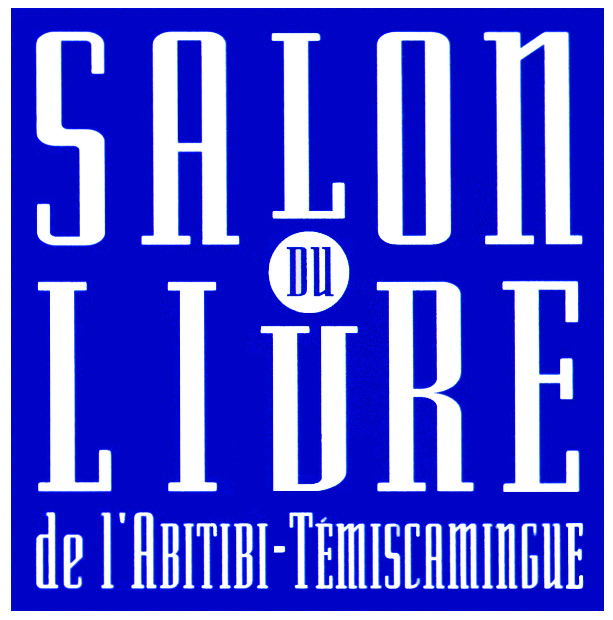 SALON
DU
LIVRE
de l'ABITIBI-TÉMISCAMINGUE